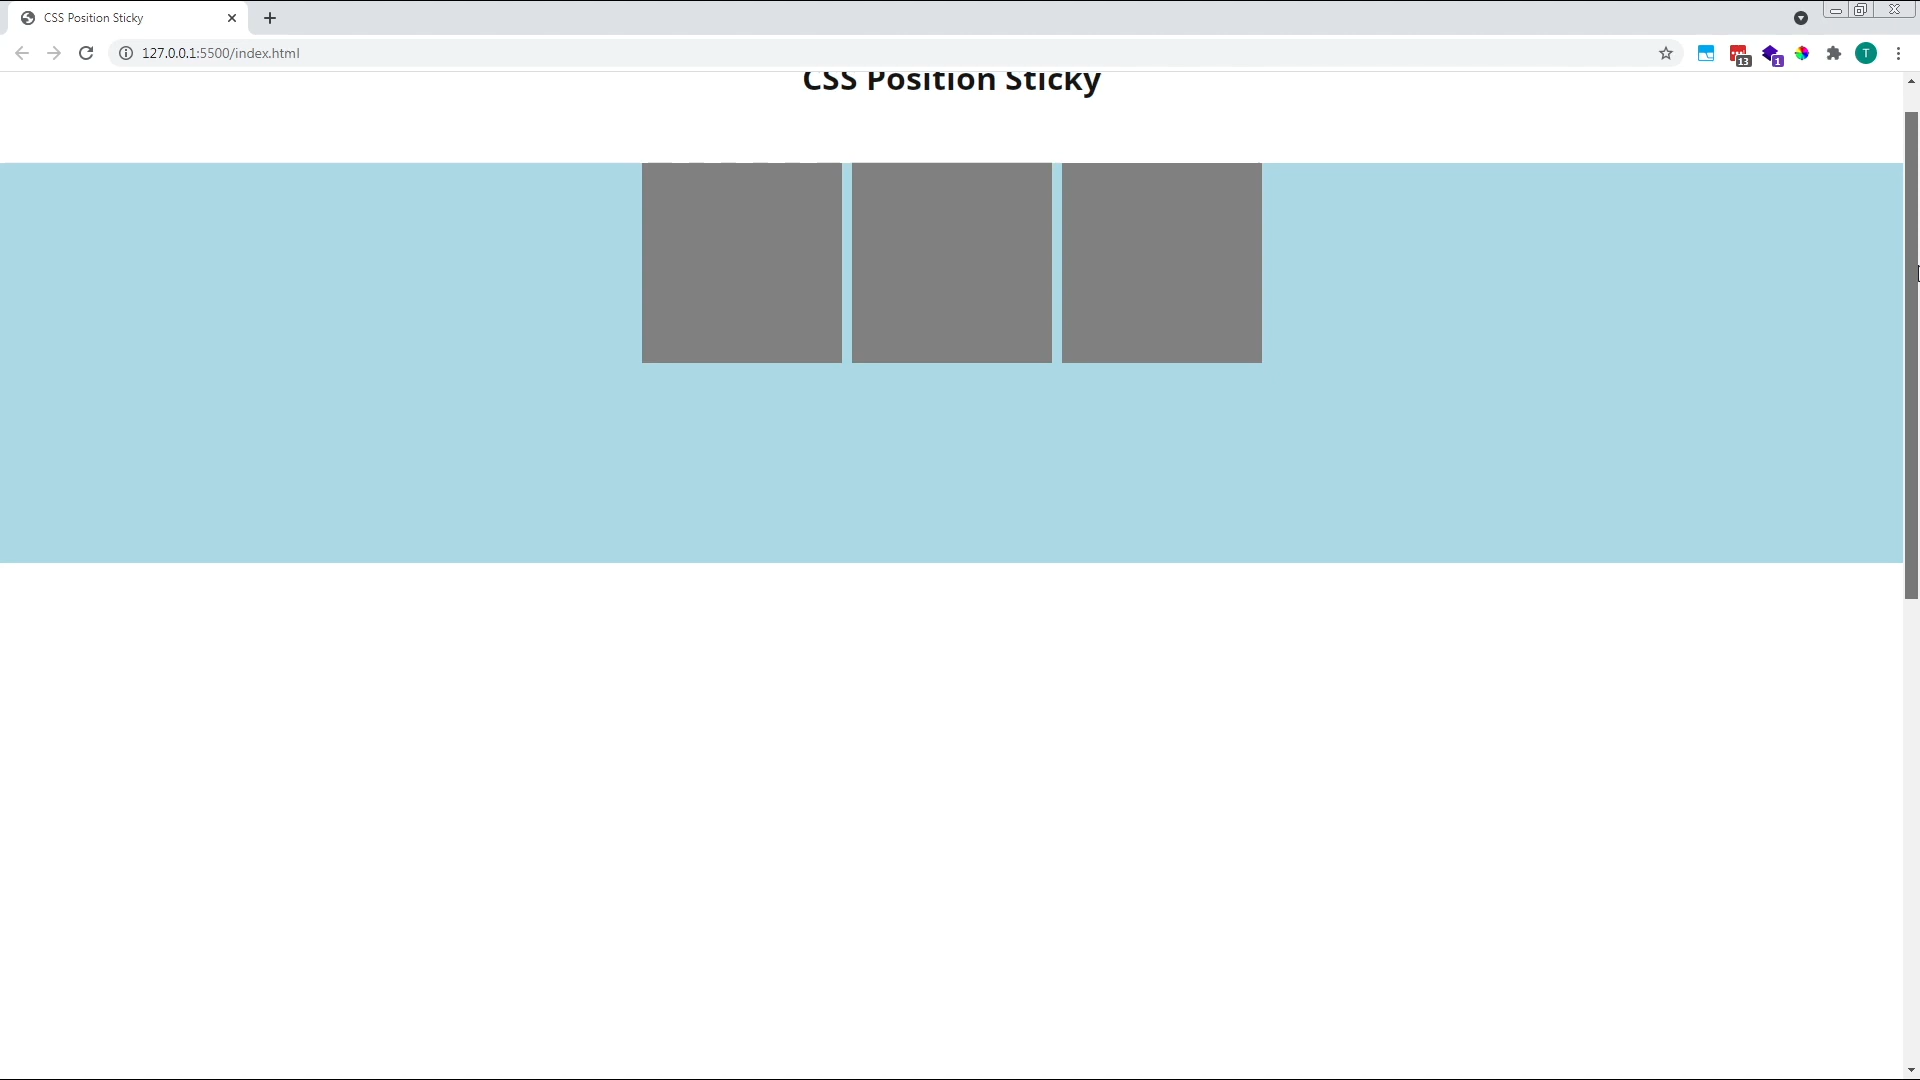 CSS Position Sticky
127.0.0.1:5500/index.html
13
1
T
CSS Position Sticky